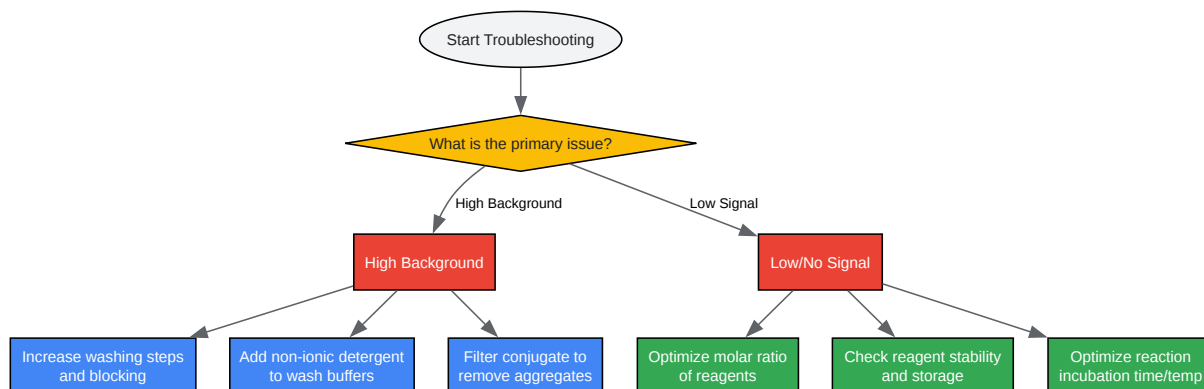 Start Troubleshooting
What is the primary issue?
High Background
Low Signal
High Background
Low/No Signal
Increase washing steps
and blocking
Add non-ionic detergent
to wash buffers
Filter conjugate to
remove aggregates
Optimize molar ratio
of reagents
Check reagent stability
and storage
Optimize reaction
incubation time/temp